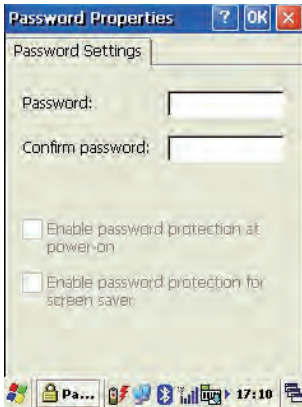 Password Properties ? OK
Password Settings
Password:
Confirm password:
Enable password protection at
power-on
Enable password protection for
screen saver
Pa... 17:10